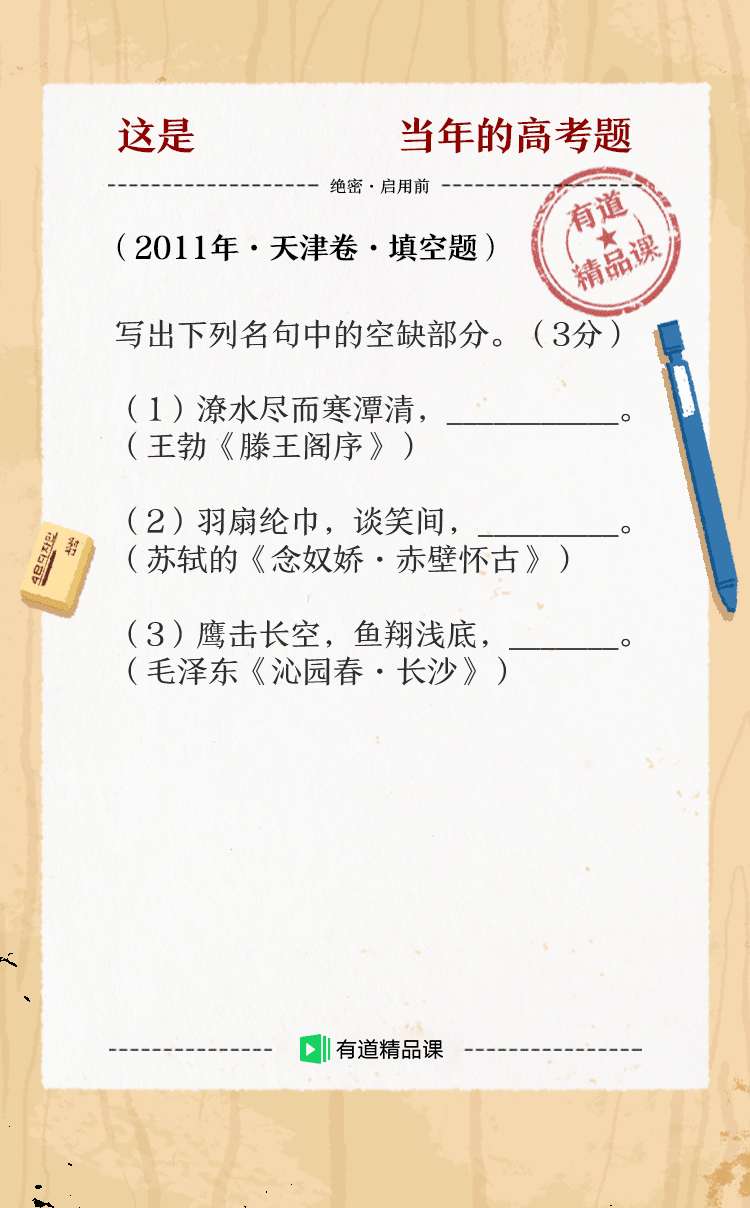 这是 当年的高考题
绝密·启用前
有道
精品课
（2011年·天津卷·填空题）
写出下列名句中的空缺部分。（3分）
（1）潦水尽而寒潭清，___________。
（王勃《滕王阁序》）
（2）羽扇纶巾，谈笑间，_________。
（苏轼的《念奴娇·赤壁怀古》）
（3）鹰击长空，鱼翔浅底，_______。
（毛泽东《沁园春·长沙》）
有道精品课